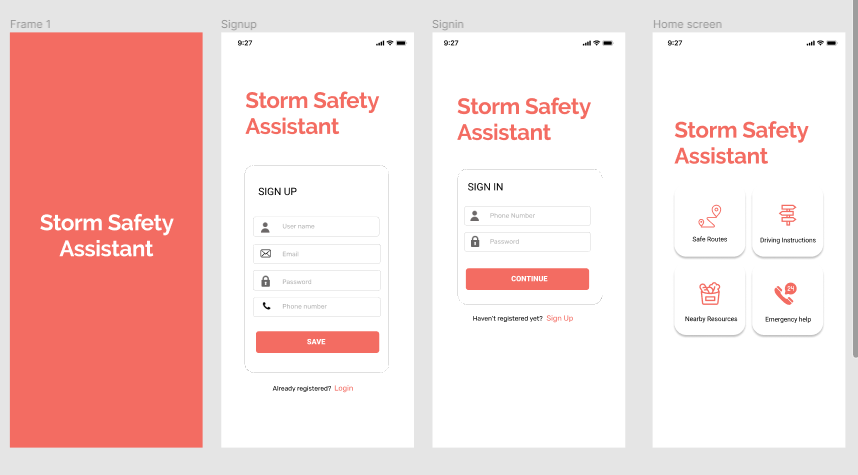 Frame 1
Storm Safety
Assistant
Signup
9:27
Storm Safety
Assistant
SIGN UP
User name
Email
Password
Phone number
SAVE
Already registered? Login
Signin
9:27
Storm Safety
Assistant
SIGN IN
Phone Number
Password
CONTINUE
Haven't registered yet? Sign Up
Home screen
9:27
Storm Safety
Assistant
Safe Routes
Driving Instructions
24
Nearby Resources
Emergency help